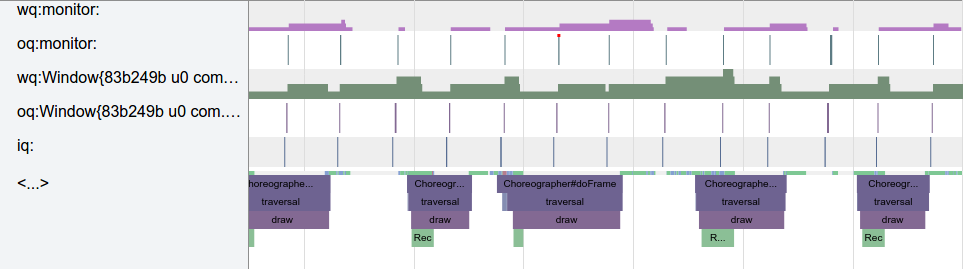 wq:monitor:
oq:monitor:
wq:Window{83b249b u0 com....
oq:Window{83b249b u0 com....
iq:
<...>
horeographe... Choreogr... Choreographer#doFrame Choreographe... Choreogr...
traversal traversal traversal traversal traversal
draw draw draw draw draw
Rec R... Rec